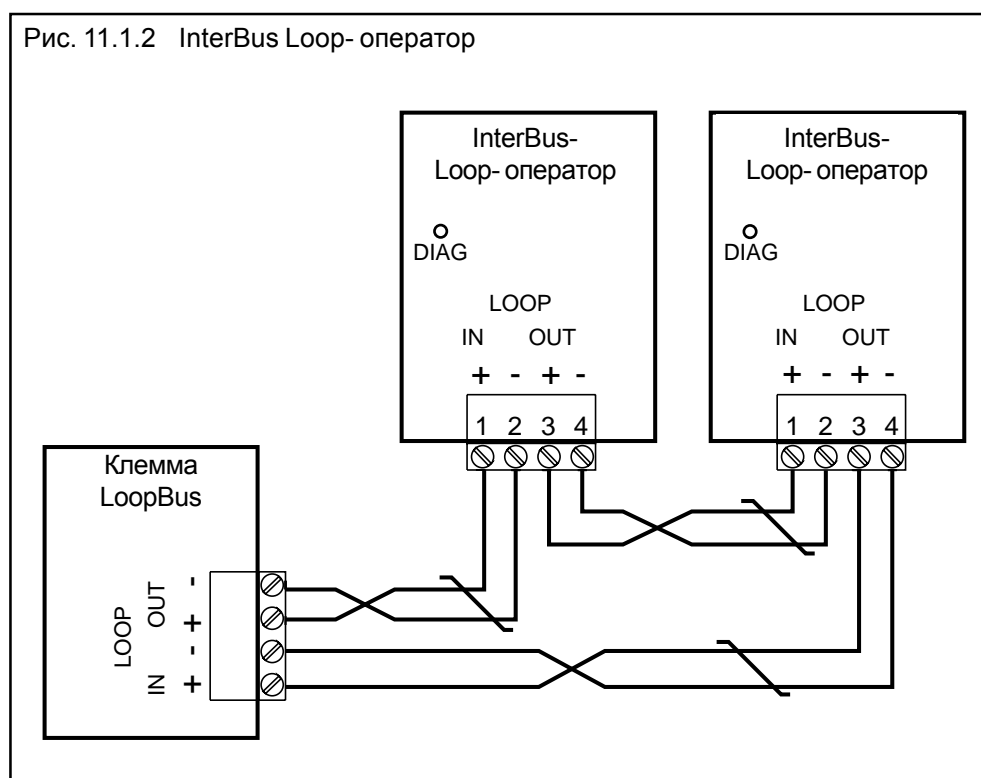 Рис. 11.1.2 InterBus Loop- оператор
InterBus-
Loop- оператор
DIAG
LOOP
IN OUT
+ - + -
1 2 3 4
InterBus-
Loop- оператор
DIAG
LOOP
IN OUT
+ - + -
1 2 3 4
Клемма
LoopBus
LOOP
OUT
-
+
IN
-
+